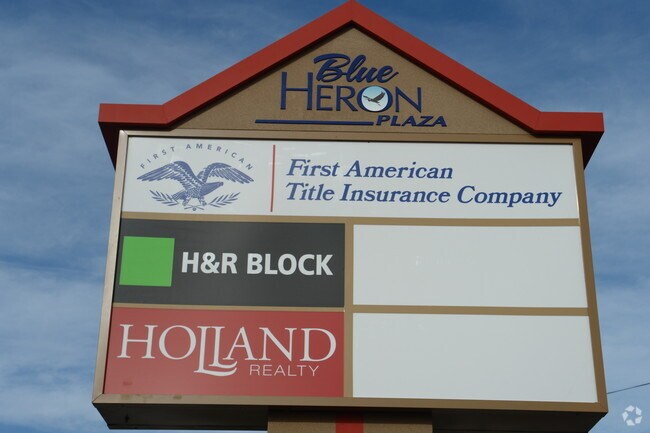 Blue
HERON
PLAZA
FIRST AMERICAN
First American
Title Insurance Company
H&R BLOCK
HOLLAND
REALTY